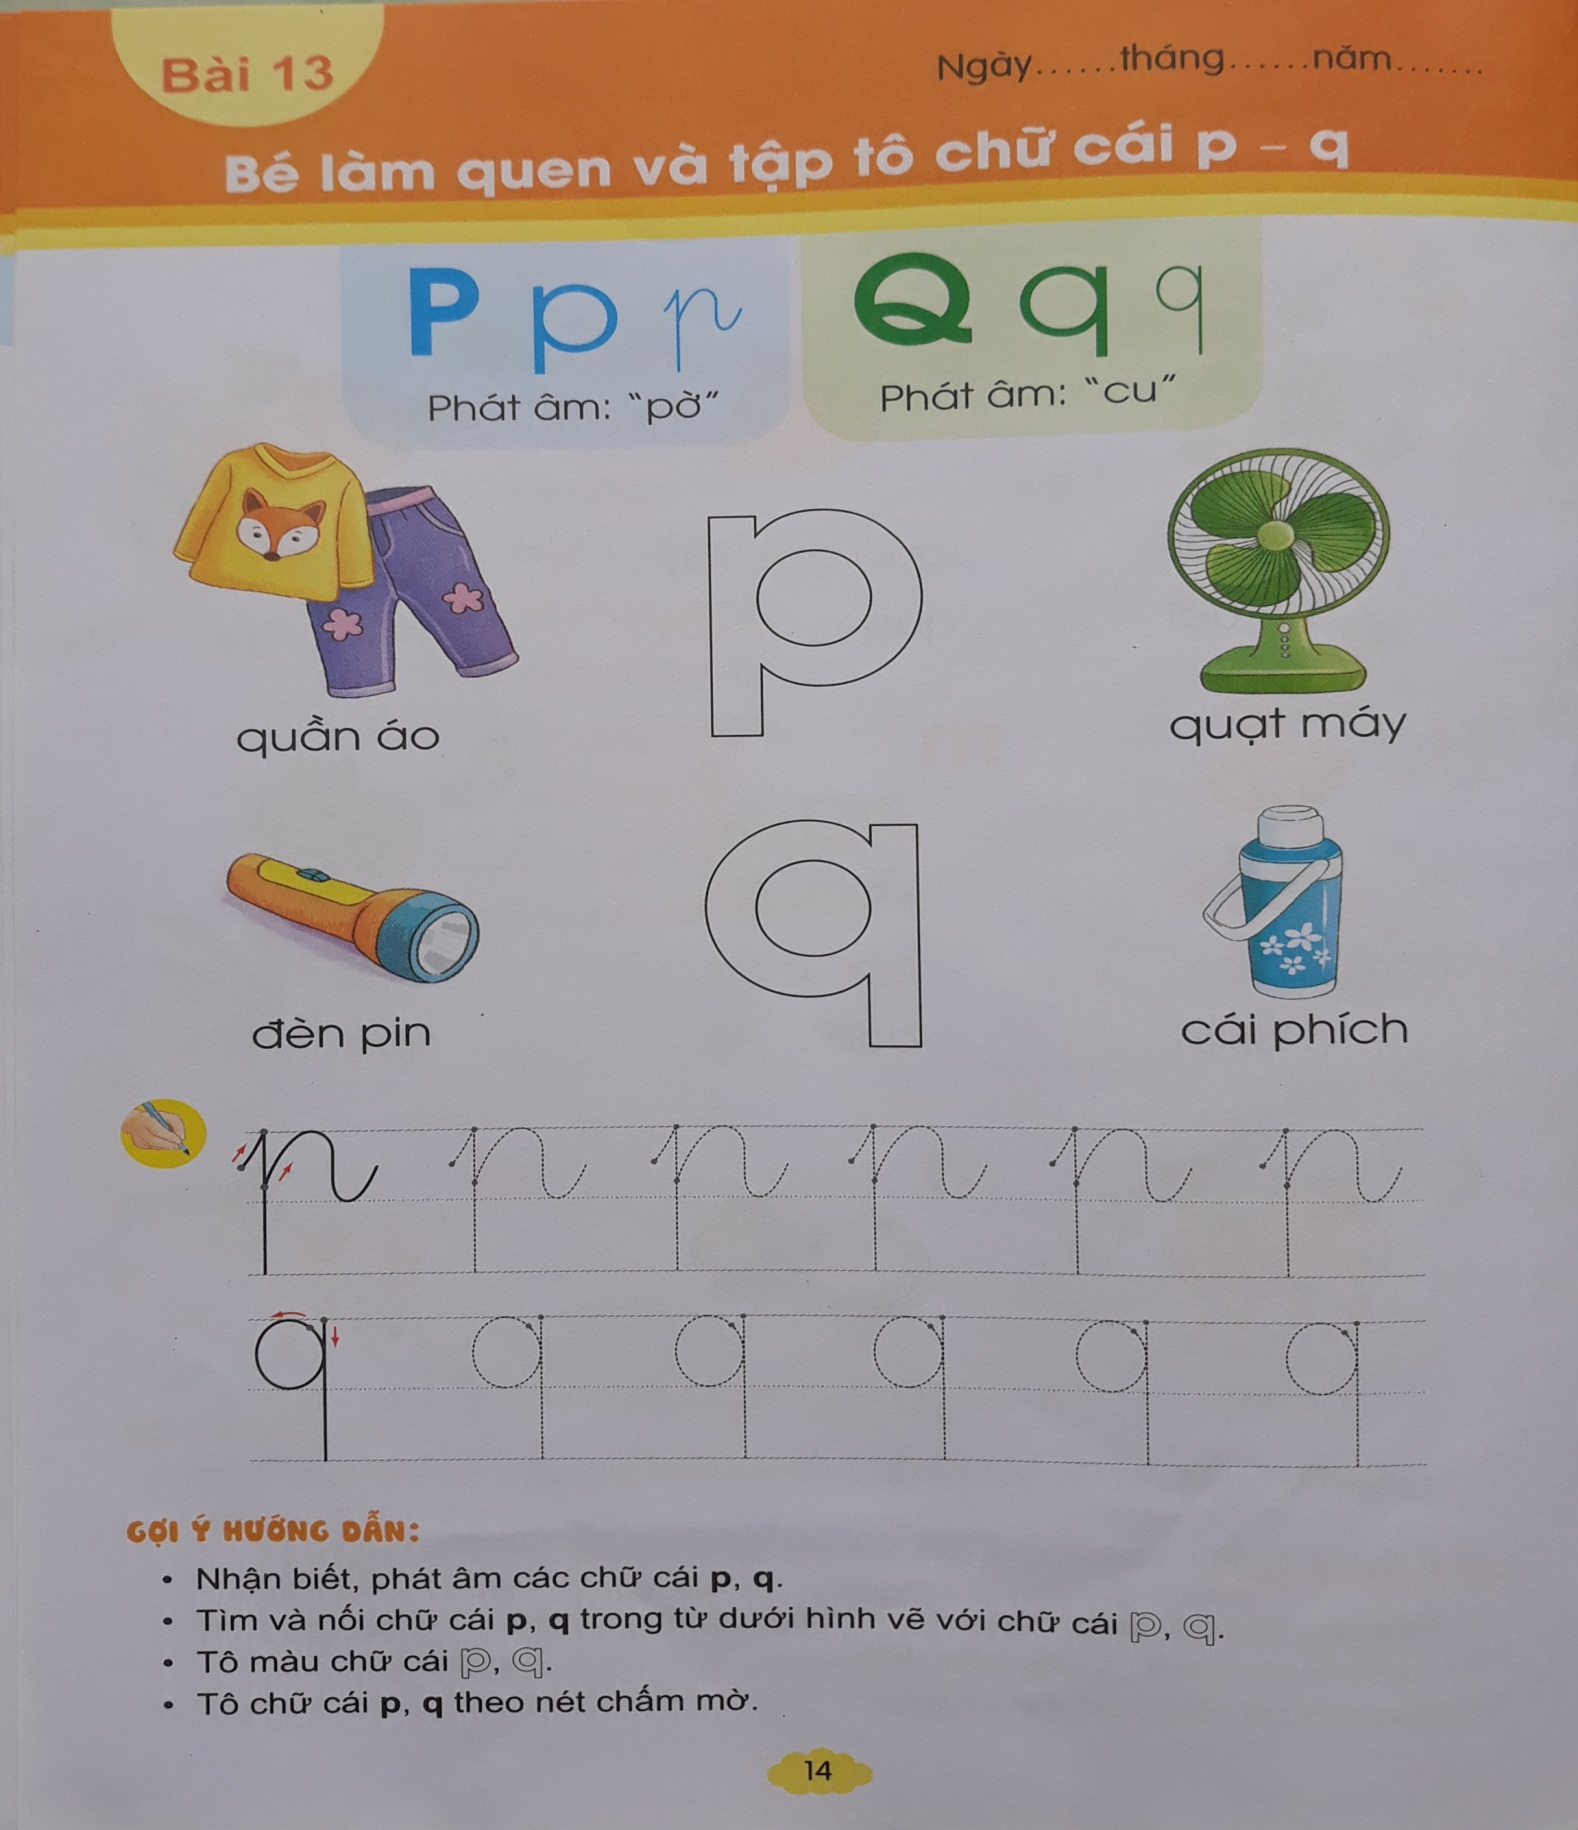 Bài 13
Ngày......tháng......năm.......
Bé làm quen và tập tô chữ cái p – q
P p p
Q q q
Phát âm: “pờ”
Phát âm: “cu”
p
quần áo
quạt máy
q
đèn pin
cái phích
p p p p p p
q q q q q q
GỢI Ý HƯỚNG DẪN:
• Nhận biết, phát âm các chữ cái p, q.
• Tìm và nối chữ cái p, q trong từ dưới hình vẽ với chữ cái p, q.
• Tô màu chữ cái p, q.
• Tô chữ cái p, q theo nét chấm mờ.
14